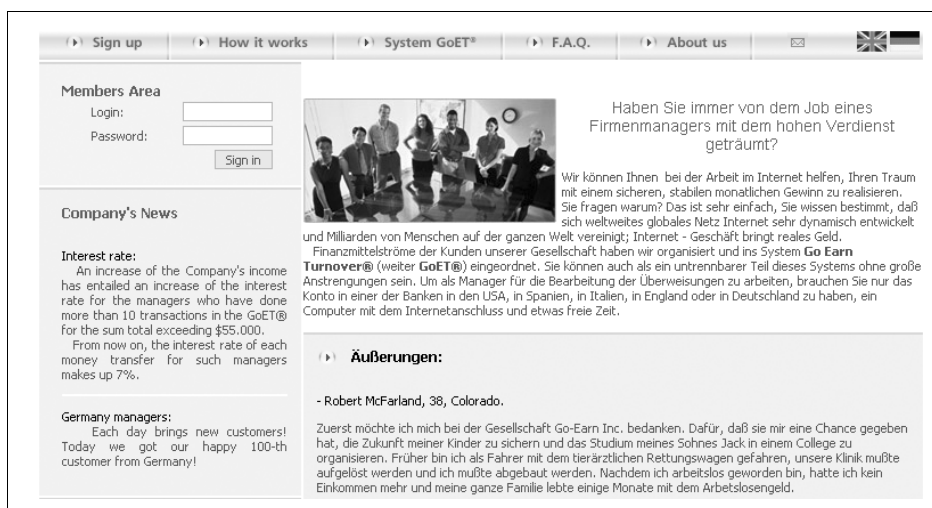 Sign up How it works System GoET® F.A.Q. About us
Members Area
Login:
Password:
Sign in
Company's News
Interest rate:
An increase of the Company's income
has entailed an increase of the interest
rate for the managers who have done
more than 10 transactions in the GoET®
for the sum total exceeding $55.000.
From now on, the interest rate of each
money transfer for such managers
makes up 7%.
Germany managers:
Each day brings new customers!
Today we got our happy 100-th
customer from Germany!
Haben Sie immer von dem Job eines
Firmenmanagers mit dem hohen Verdienst
geträumt?
Wir können Ihnen bei der Arbeit im Internet helfen, Ihren Traum
mit einem sicheren, stabilen monatlichen Gewinn zu realisieren.
Sie fragen warum? Das ist sehr einfach, Sie wissen bestimmt, daß
sich weltweites globales Netz Internet sehr dynamisch entwickelt
und Milliarden von Menschen auf der ganzen Welt vereinigt; Internet - Geschäft bringt reales Geld.
Finanzmittelströme der Kunden unserer Gesellschaft haben wir organisiert und ins System Go Earn
Turnover® (weiter GoET®) eingeordnet. Sie können auch als ein untrennbarer Teil dieses Systems ohne große
Anstrengungen sein. Um als Manager für die Bearbeitung der Überweisungen zu arbeiten, brauchen Sie nur das
Konto in einer der Banken in den USA, in Spanien, in Italien, in England oder in Deutschland zu haben, ein
Computer mit dem Internetanschluss und etwas freie Zeit.
Äußerungen:
- Robert McFarland, 38, Colorado.
Zuerst möchte ich mich bei der Gesellschaft Go-Earn Inc. bedanken. Dafür, daß sie mir eine Chance gegeben
hat, die Zukunft meiner Kinder zu sichern und das Studium meines Sohnes Jack in einem College zu
organisieren. Früher bin ich als Fahrer mit dem tierärztlichen Rettungswagen gefahren, unsere Klinik mußte
aufgelöst werden und ich mußte abgebaut werden. Nachdem ich arbeitslos geworden bin, hatte ich kein
Einkommen mehr und meine ganze Familie lebte einige Monate mit dem Arbetslosengeld.